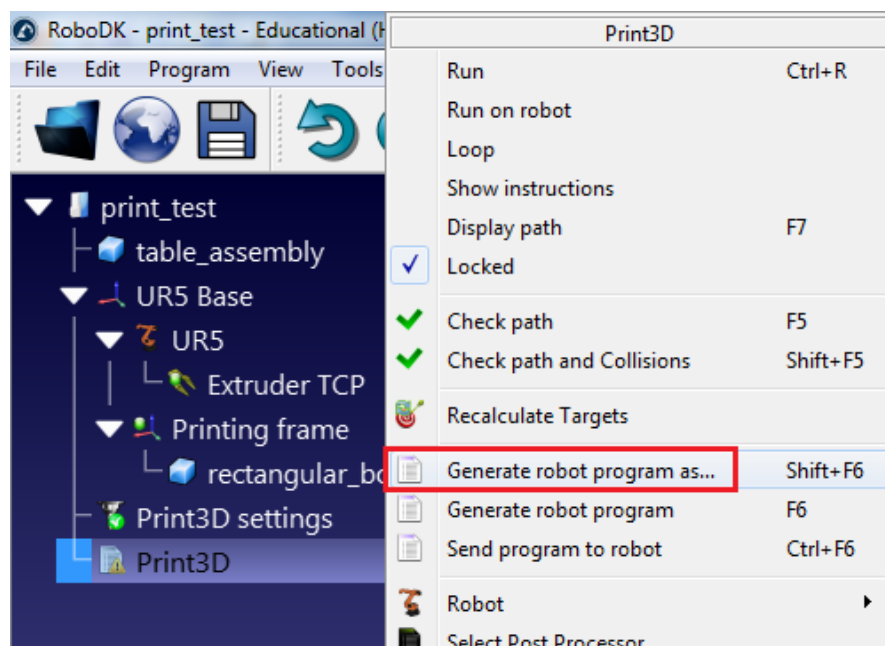 RoboDK - print_test - Educational (H
File Edit Program View Tools
print_test
table_assembly
UR5 Base
UR5
Extruder TCP
Printing frame
rectangular_bo
Print3D settings
Print3D
Print3D
Run Ctrl+R
Run on robot
Loop
Show instructions
Display path F7
Locked
Check path F5
Check path and Collisions Shift+F5
Recalculate Targets
Generate robot program as... Shift+F6
Generate robot program F6
Send program to robot Ctrl+F6
Robot
Select Post Processor